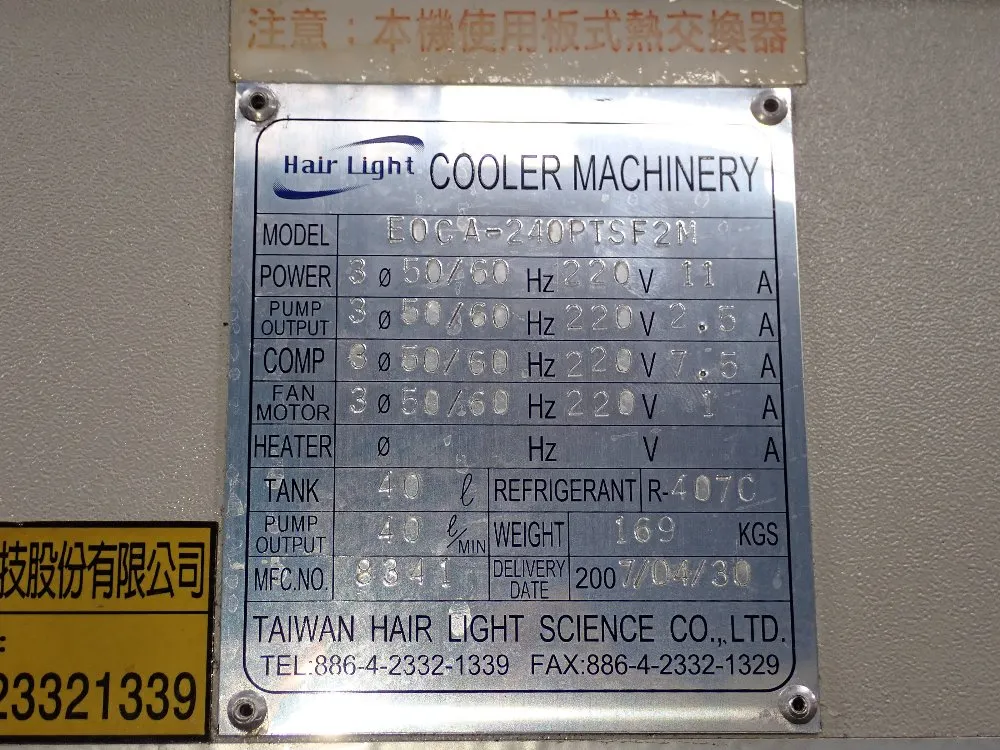 注意：本機使用板式熱交換器
Hair Light COOLER MACHINERY
MODEL EOCA-240PTSF2M
POWER 3 ø 50/60 Hz 220 V 11 A
PUMP OUTPUT 3 ø 50/60 Hz 220 V 2.5 A
COMP 3 ø 50/60 Hz 220 V 7.5 A
FAN MOTOR 3 ø 50/60 Hz 220 V 1 A
HEATER ø Hz V A
TANK 40 ℓ REFRIGERANT R-407C
PUMP OUTPUT 40 ℓ/MIN WEIGHT 169 KGS
MFC.NO. 8341 DELIVERY DATE 2007/04/30
TAIWAN HAIR LIGHT SCIENCE CO.,LTD.
TEL:886-4-2332-1339 FAX:886-4-2332-1329
技股份有限公司
:
23321339